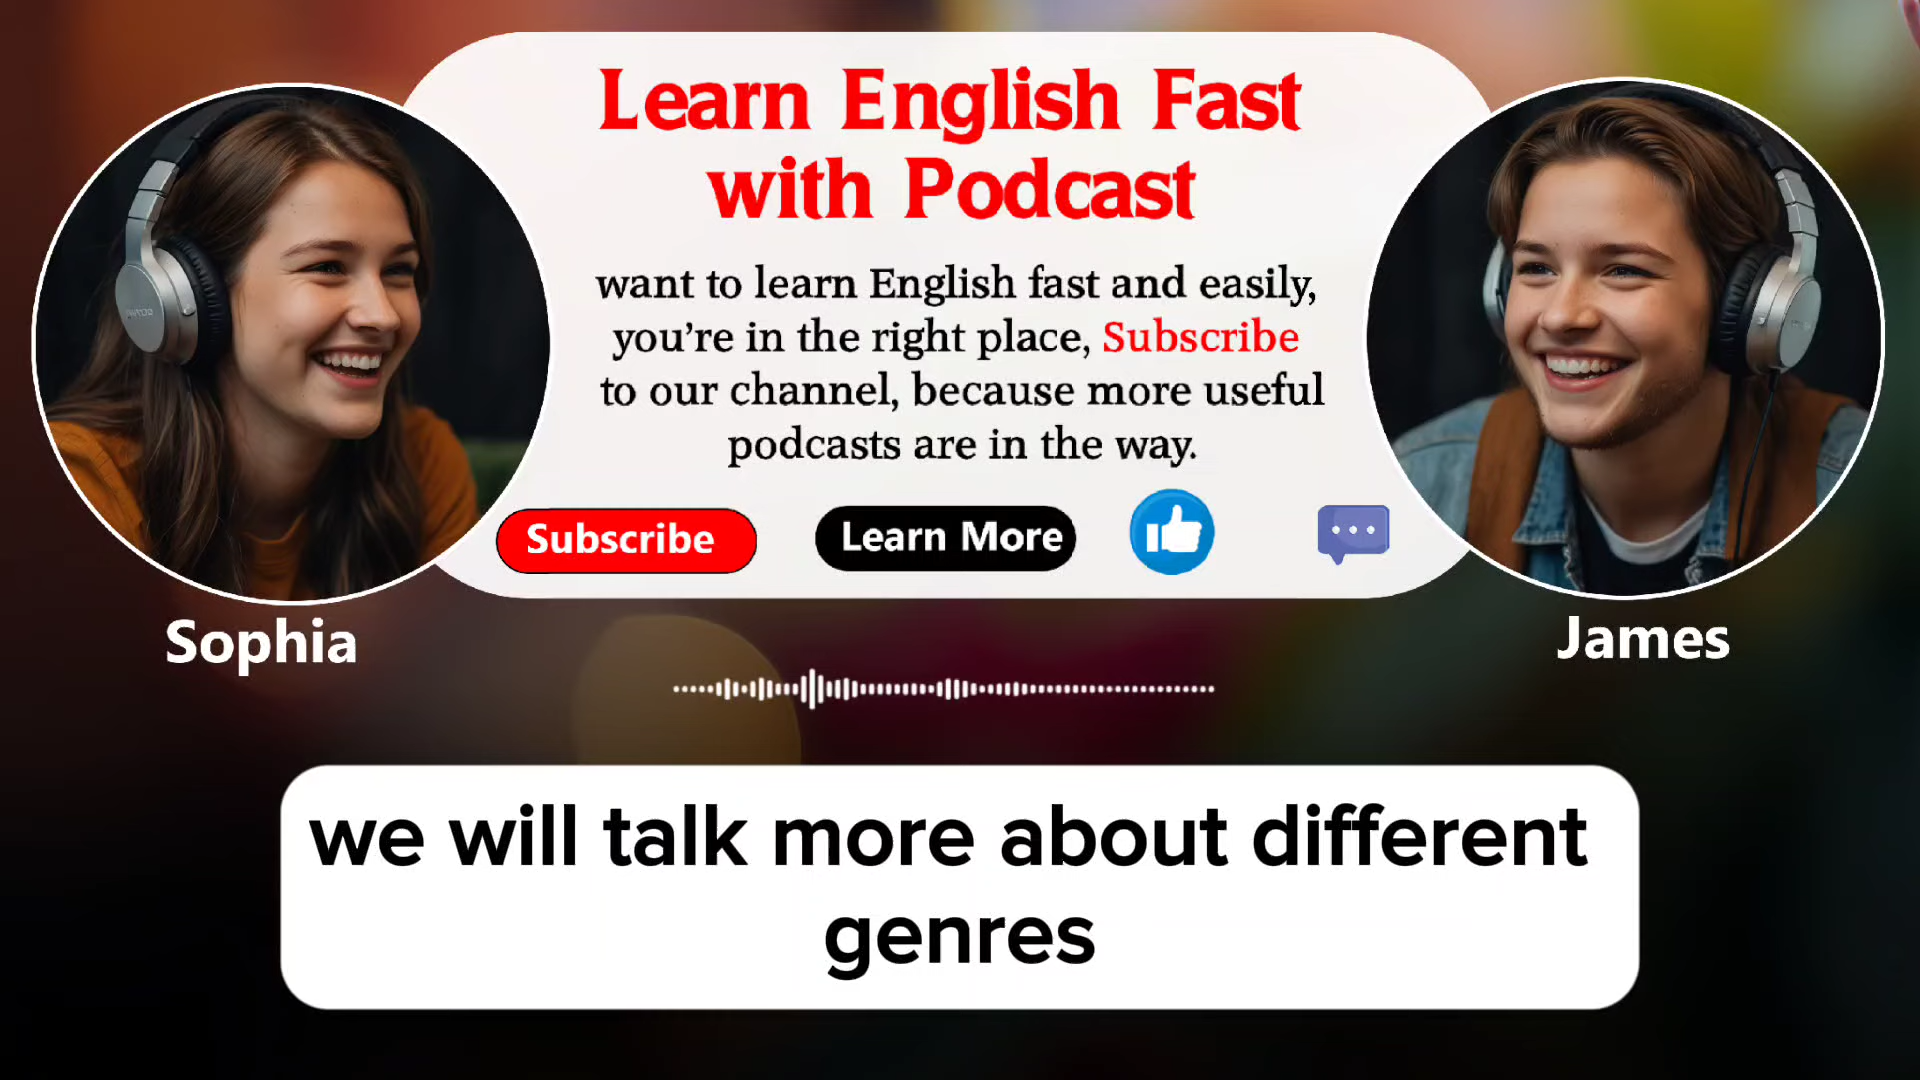 Learn English Fast
with Podcast
want to learn English fast and easily,
you're in the right place, Subscribe
to our channel, because more useful
podcasts are in the way.
Subscribe
Learn More
Sophia
James
we will talk more about different
genres